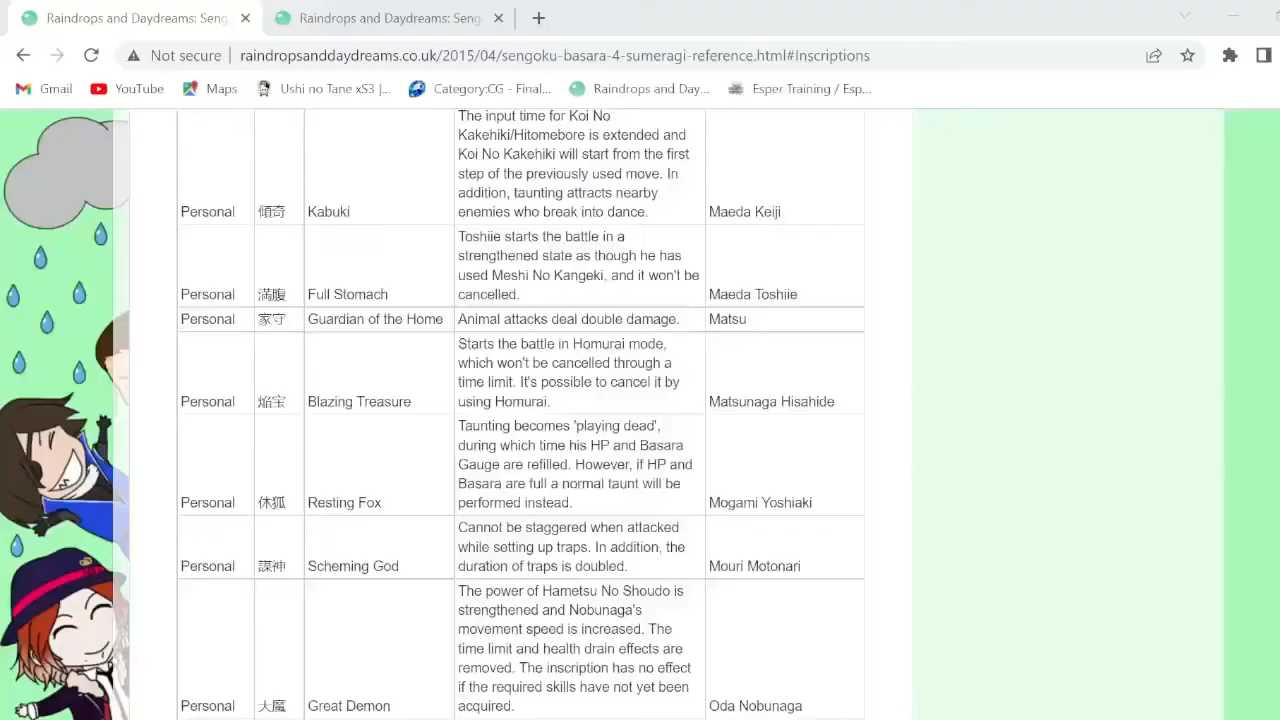 Raindrops and Daydreams: Seng
Raindrops and Daydreams: Seng
Not secure | raindropsanddaydreams.co.uk/2015/04/sengoku-basara-4-sumeragi-reference.html#Inscriptions
Gmail YouTube Maps Ushi no Tane xS3 |... Category:CG - Final... Raindrops and Day... Esper Training / Esp...
The input time for Koi No
Kakehiki/Hitomebore is extended and
Koi No Kakehiki will start from the first
step of the previously used move. In
addition, taunting attracts nearby
Personal 傾奇 Kabuki enemies who break into dance. Maeda Keiji
Toshiie starts the battle in a
strengthened state as though he has
used Meshi No Kangeki, and it won't be
Personal 満腹 Full Stomach cancelled. Maeda Toshiie
Personal 家守 Guardian of the Home Animal attacks deal double damage. Matsu
Starts the battle in Homurai mode,
which won't be cancelled through a
time limit. It's possible to cancel it by
Personal 焔宝 Blazing Treasure using Homurai. Matsunaga Hisahide
Taunting becomes 'playing dead',
during which time his HP and Basara
Gauge are refilled. However, if HP and
Basara are full a normal taunt will be
Personal 休狐 Resting Fox performed instead. Mogami Yoshiaki
Cannot be staggered when attacked
while setting up traps. In addition, the
Personal 謀神 Scheming God duration of traps is doubled. Mouri Motonari
The power of Hametsu No Shoudo is
strengthened and Nobunaga's
movement speed is increased. The
time limit and health drain effects are
removed. The inscription has no effect
if the required skills have not yet been
Personal 大魔 Great Demon acquired. Oda Nobunaga